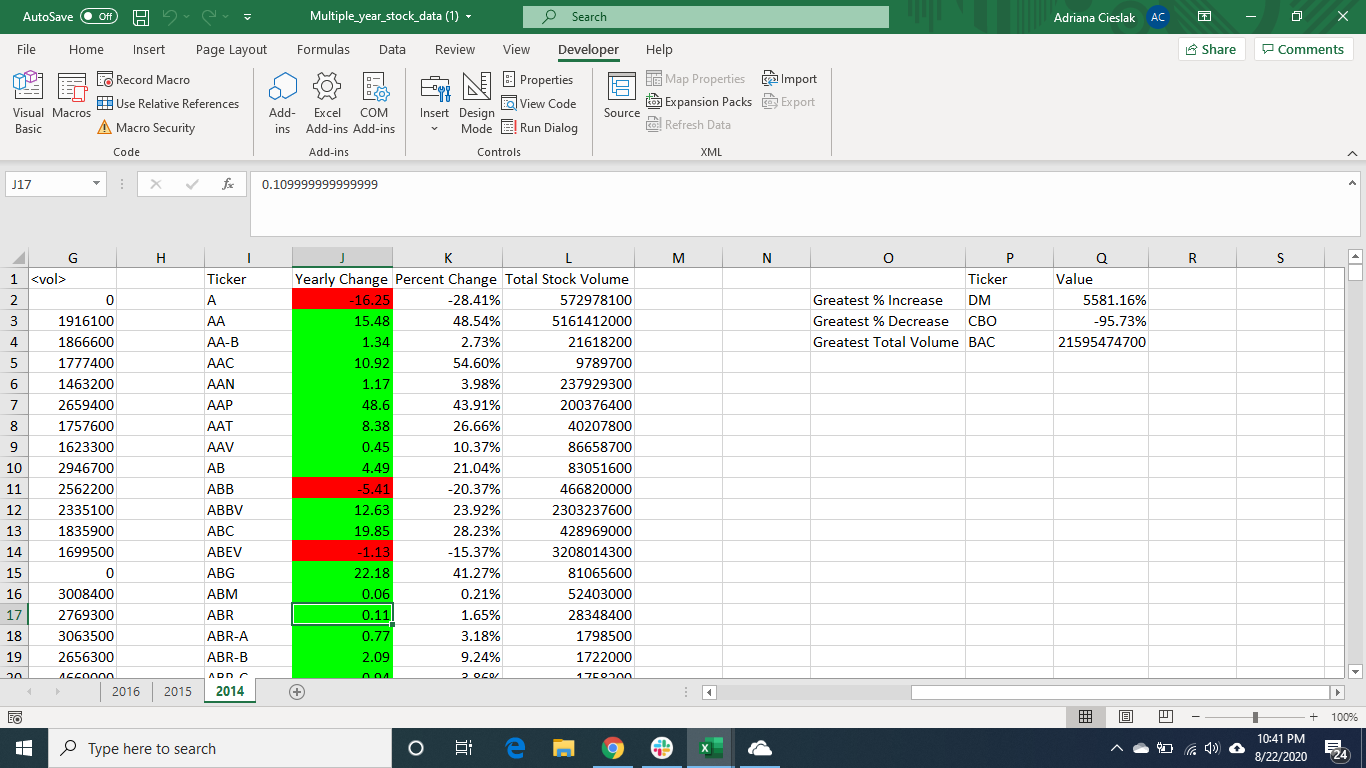 AutoSave Off Multiple_year_stock_data (1) Search Adriana Cieslak AC
File Home Insert Page Layout Formulas Data Review View Developer Help Share Comments
Visual Basic
Macros
Record Macro
Use Relative References
Macro Security
Code
Add-ins
Excel Add-ins
COM Add-ins
Add-ins
Insert
Design Mode
Properties
View Code
Run Dialog
Controls
Source
Map Properties
Expansion Packs
Refresh Data
Import
Export
XML
J17 fx 0.109999999999999
G H I J K L M N O P Q R S
1 <vol> Ticker Yearly Change Percent Change Total Stock Volume Ticker Value
2 0 A -16.25 -28.41% 572978100 Greatest % Increase DM 5581.16%
3 1916100 AA 15.48 48.54% 5161412000 Greatest % Decrease CBO -95.73%
4 1866600 AA-B 1.34 2.73% 21618200 Greatest Total Volume BAC 21595474700
5 1777400 AAC 10.92 54.60% 9789700
6 1463200 AAN 1.17 3.98% 237929300
7 2659400 AAP 48.6 43.91% 200376400
8 1757600 AAT 8.38 26.66% 40207800
9 1623300 AAV 0.45 10.37% 86658700
10 2946700 AB 4.49 21.04% 83051600
11 2562200 ABB -5.41 -20.37% 466820000
12 2335100 ABBV 12.63 23.92% 2303237600
13 1835900 ABC 19.85 28.23% 428969000
14 1699500 ABEV -1.13 -15.37% 3208014300
15 0 ABG 22.18 41.27% 81065600
16 3008400 ABM 0.06 0.21% 52403000
17 2769300 ABR 0.11 1.65% 28348400
18 3063500 ABR-A 0.77 3.18% 1798500
19 2656300 ABR-B 2.09 9.24% 1722000
20 4669000 ABR-C 0.94 3.86% 1758200
2016 2015 2014
100%
Type here to search 10:41 PM
8/22/2020 24